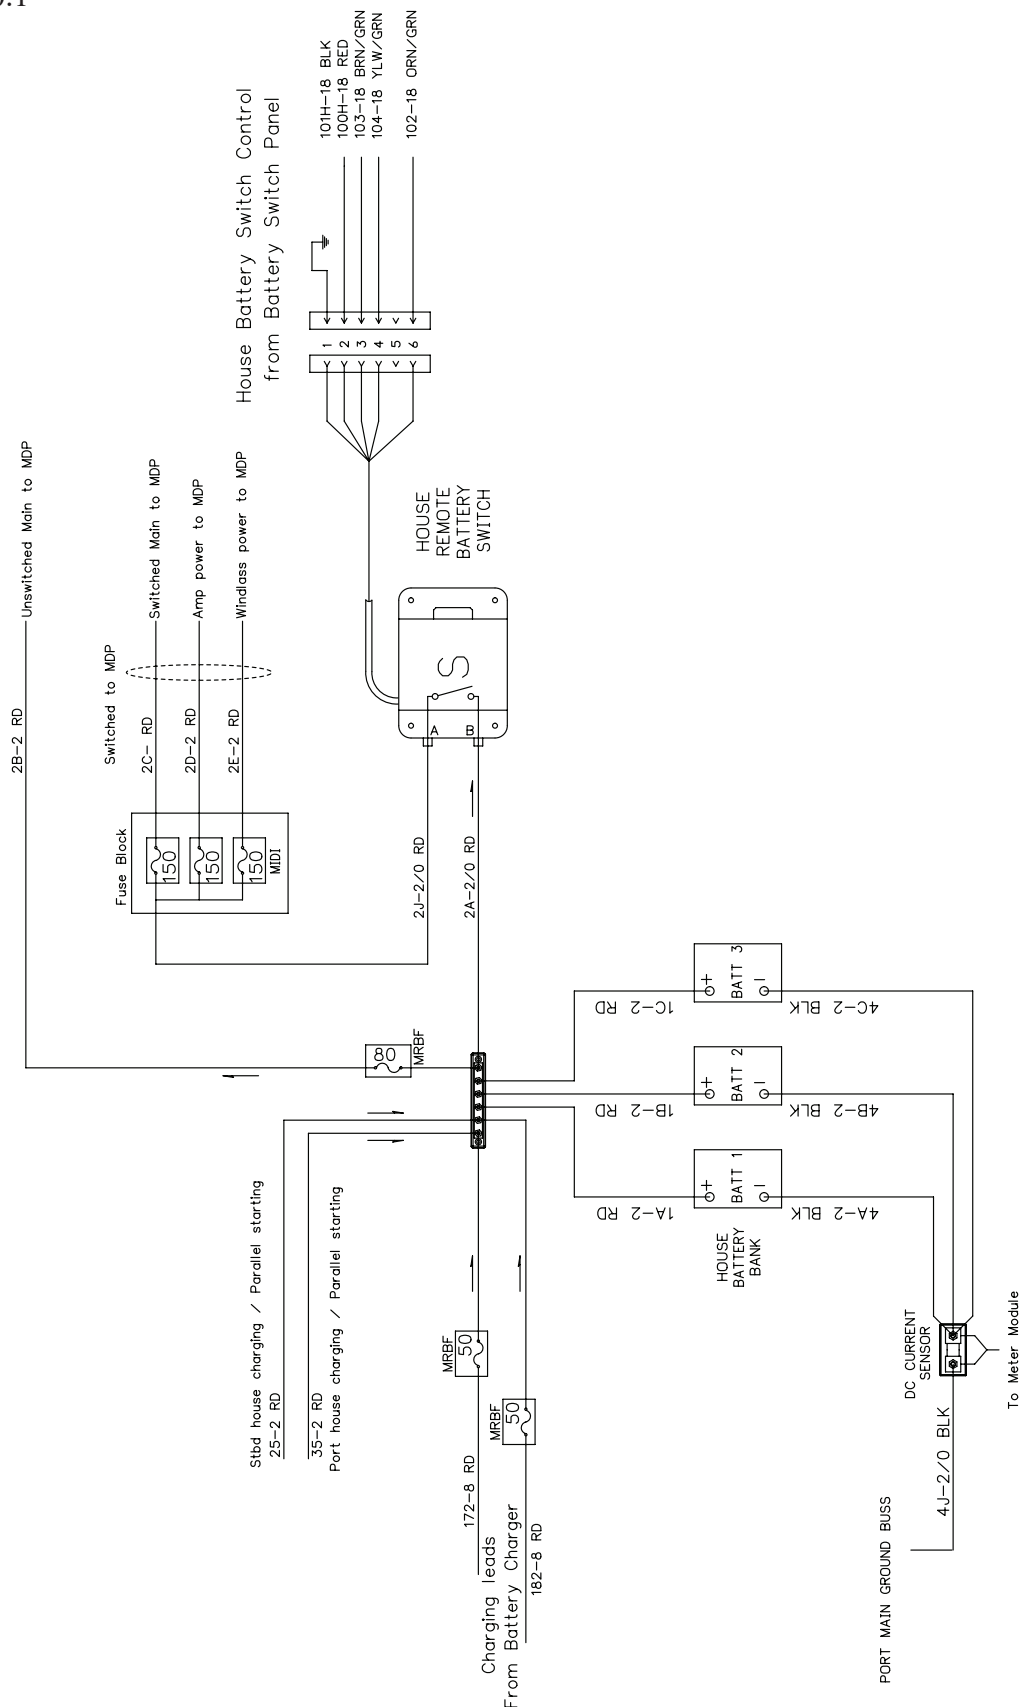 House Battery Switch Control
from Battery Switch Panel
101H-18 BLK
100H-18 RED
103-18 BRN/GRN
104-18 YLW/GRN
102-18 ORN/GRN
1
2
3
4
5
6
Unswitched Main to MDP
2B-2 RD
Switched Main to MDP
Amp power to MDP
Windlass power to MDP
Switched to MDP
2C- RD
2D-2 RD
2E-2 RD
Fuse Block
150
150
150
MIDI
HOUSE
REMOTE
BATTERY
SWITCH
S
A
B
2J-2/0 RD
2A-2/0 RD
80
MRBF
Stbd house charging / Parallel starting
25-2 RD
35-2 RD
Port house charging / Parallel starting
MRBF
50
MRBF
50
172-8 RD
Charging leads
From Battery Charger
182-8 RD
1C-2 RD
+
BATT 3
–
4C-2 BLK
1B-2 RD
+
BATT 2
–
4B-2 BLK
1A-2 RD
+
BATT 1
–
4A-2 BLK
HOUSE
BATTERY
BANK
DC CURRENT
SENSOR
To Meter Module
4J-2/0 BLK
PORT MAIN GROUND BUSS